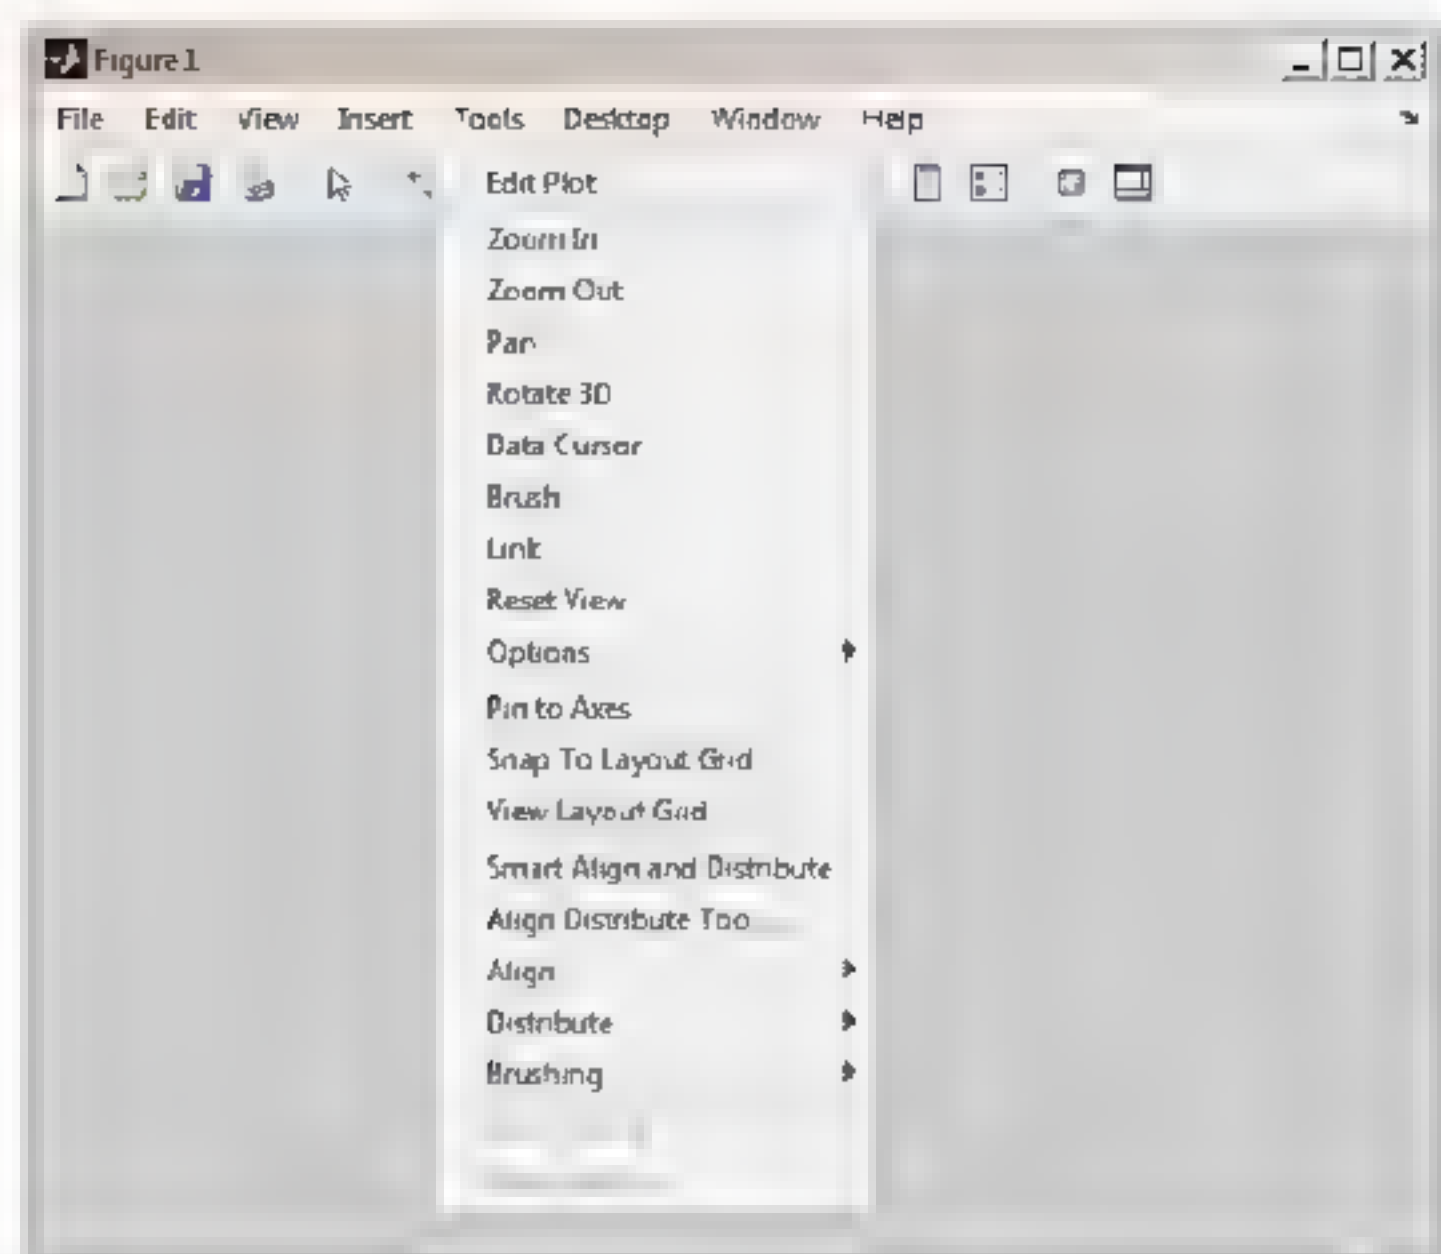 Figure 1
File Edit View Insert Tools Desktop Window Help
Edit Plot
Zoom In
Zoom Out
Pan
Rotate 3D
Data Cursor
Brush
Link
Reset View
Options
Pin to Axes
Snap To Layout Grid
View Layout Grid
Smart Align and Distribute
Align Distribute Too
Align
Distribute
Brushing